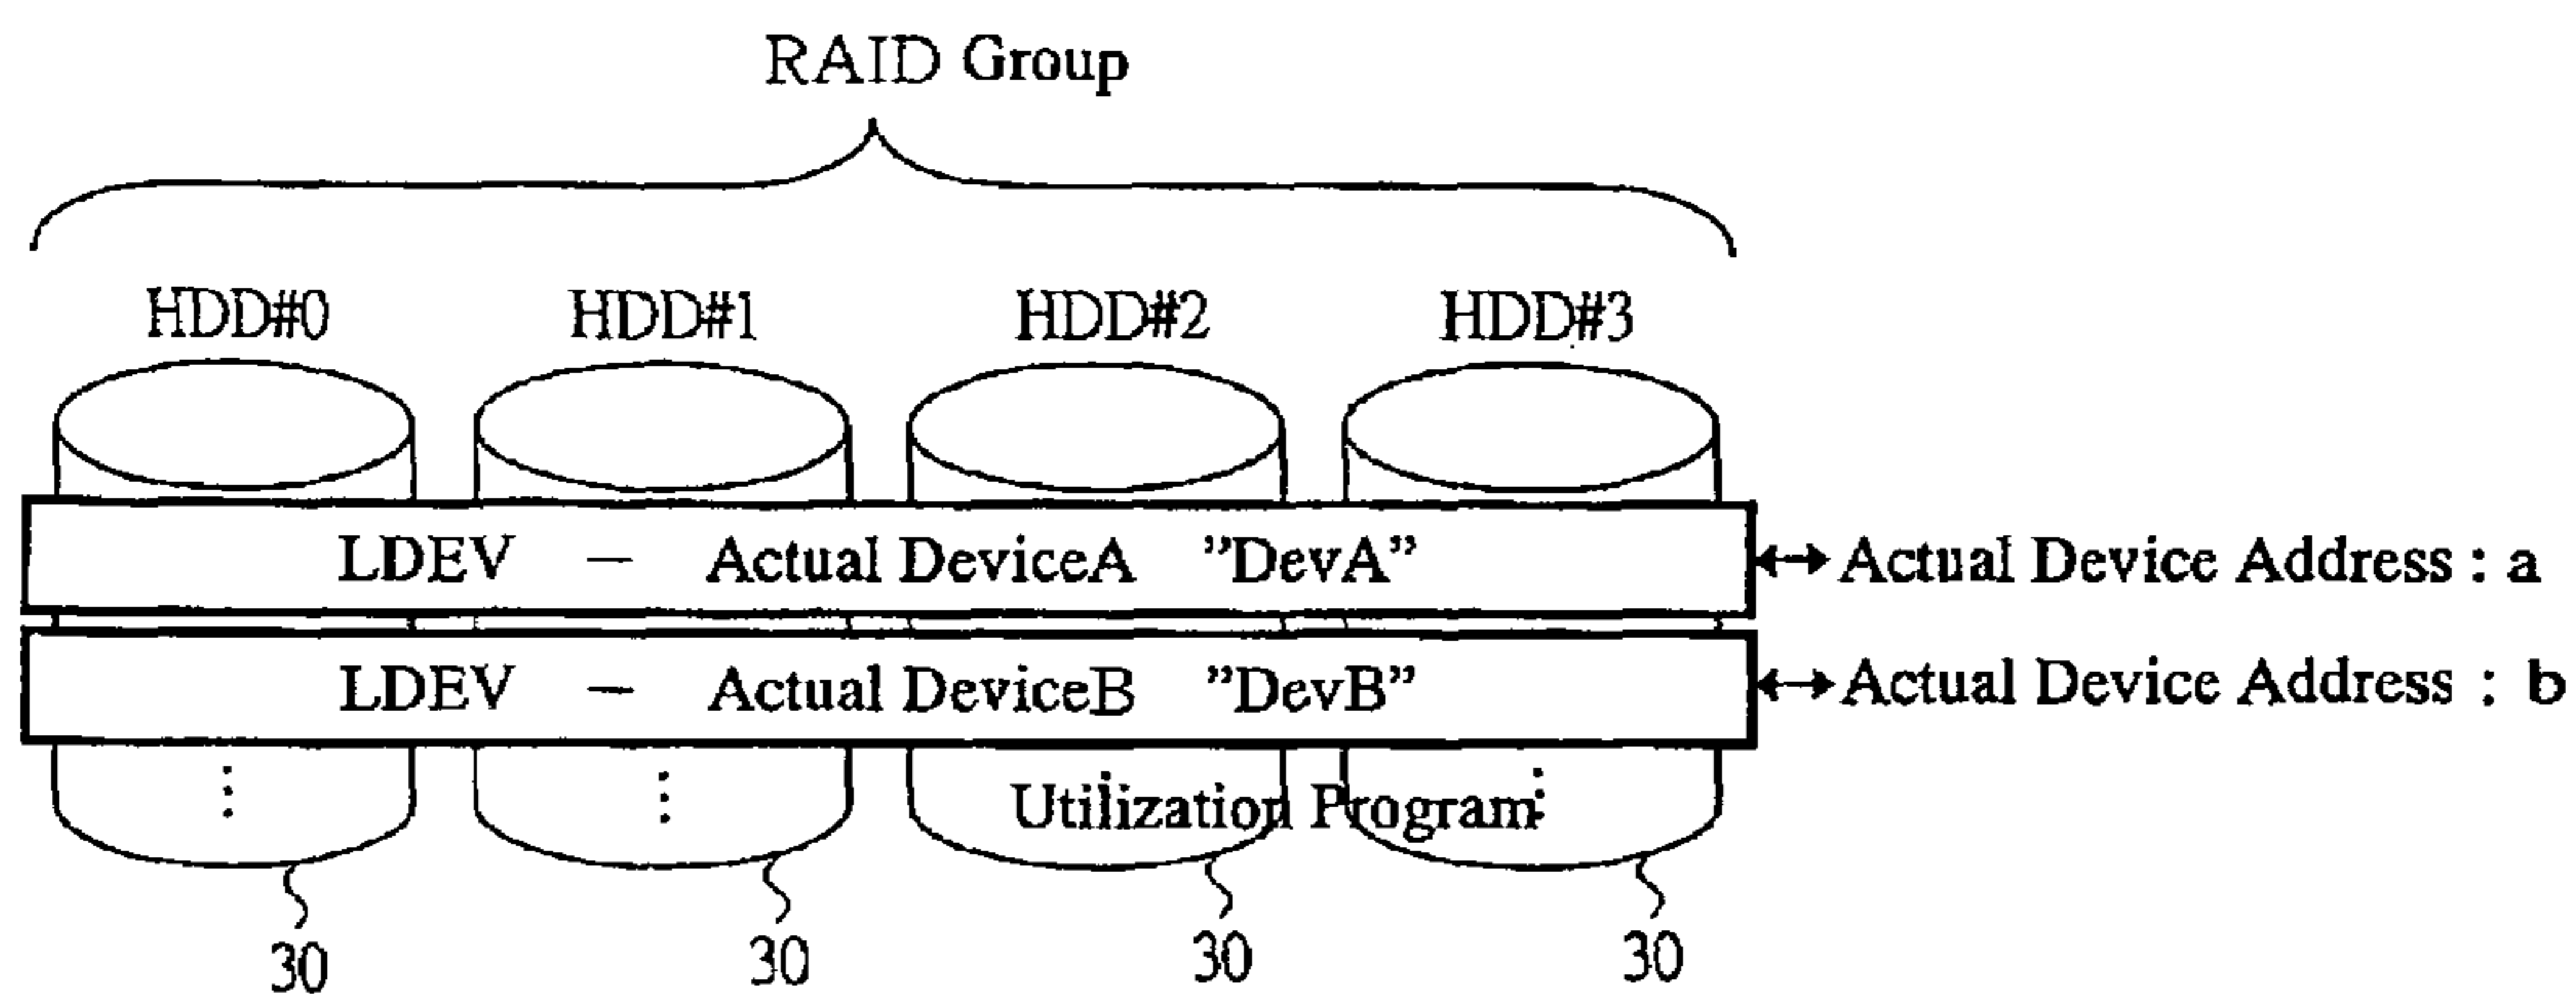 RAID Group
HDD#0 HDD#1 HDD#2 HDD#3
LDEV — Actual DeviceA ”DevA” Actual Device Address : a
LDEV — Actual DeviceB ”DevB” Actual Device Address : b
Utilization Program
30 30 30 30